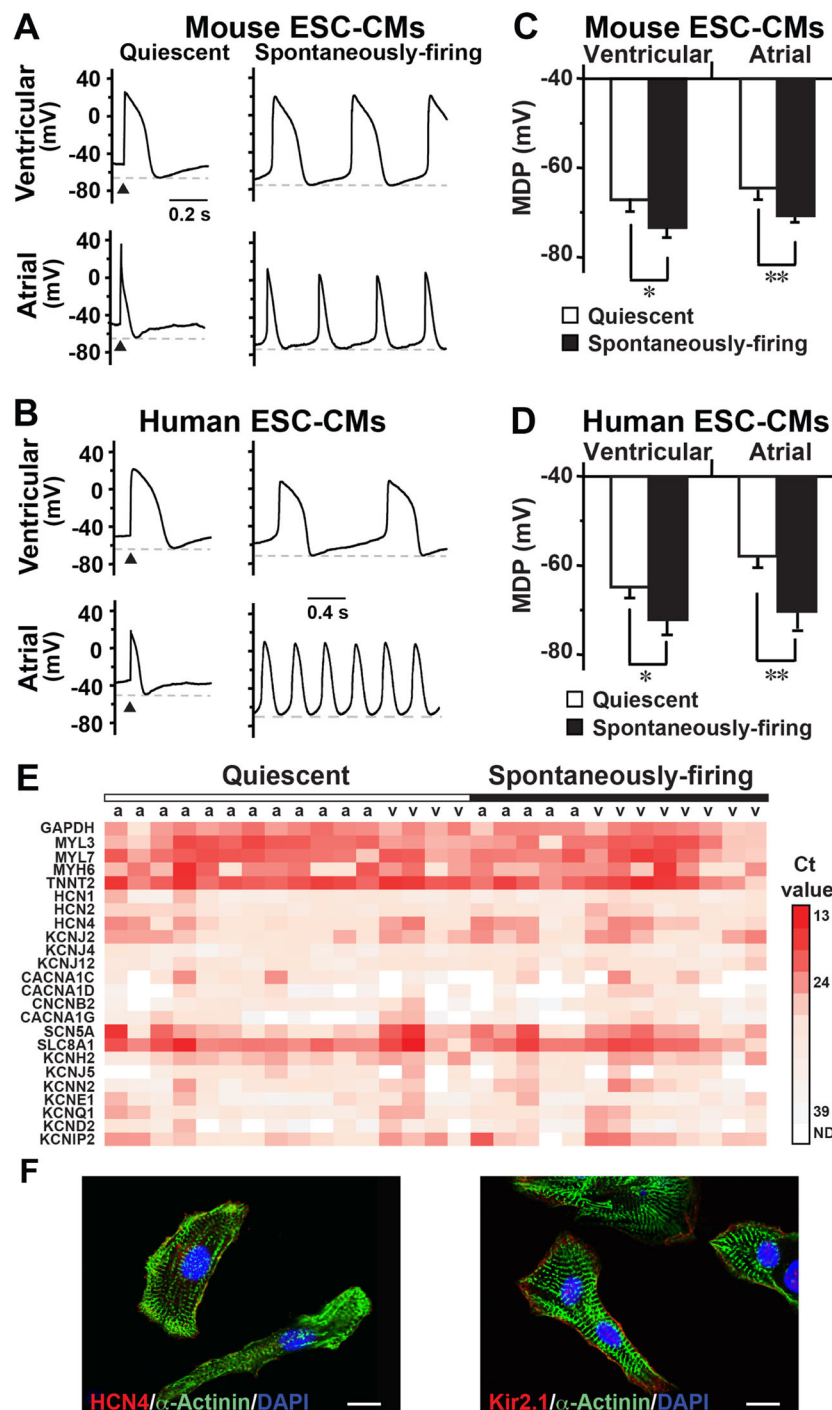 A Mouse ESC-CMs
Quiescent Spontaneously-firing
Ventricular
(mV)
40
0
-40
-80
0.2 s
Atrial
(mV)
40
0
-40
-80
B Human ESC-CMs
Ventricular
(mV)
40
0
-40
-80
0.4 s
Atrial
(mV)
40
0
-40
-80
C Mouse ESC-CMs
Ventricular Atrial
MDP (mV)
-40
-60
-80
* **
Quiescent
Spontaneously-firing
D Human ESC-CMs
Ventricular Atrial
MDP (mV)
-40
-60
-80
* **
Quiescent
Spontaneously-firing
E Quiescent Spontaneously-firing
a a a a a a a a a a a a v v v v a a a a a v v v v v v v v
GAPDH
MYL3
MYL7
MYH6
TNNT2
HCN1
HCN2
HCN4
KCNJ2
KCNJ4
KCNJ12
CACNA1C
CACNA1D
CNCNB2
CACNA1G
SCN5A
SLC8A1
KCNH2
KCNJ5
KCNN2
KCNE1
KCNQ1
KCND2
KCNIP2
Ct
value
13
24
39
ND
F
HCN4/α-Actinin/DAPI Kir2.1/α-Actinin/DAPI